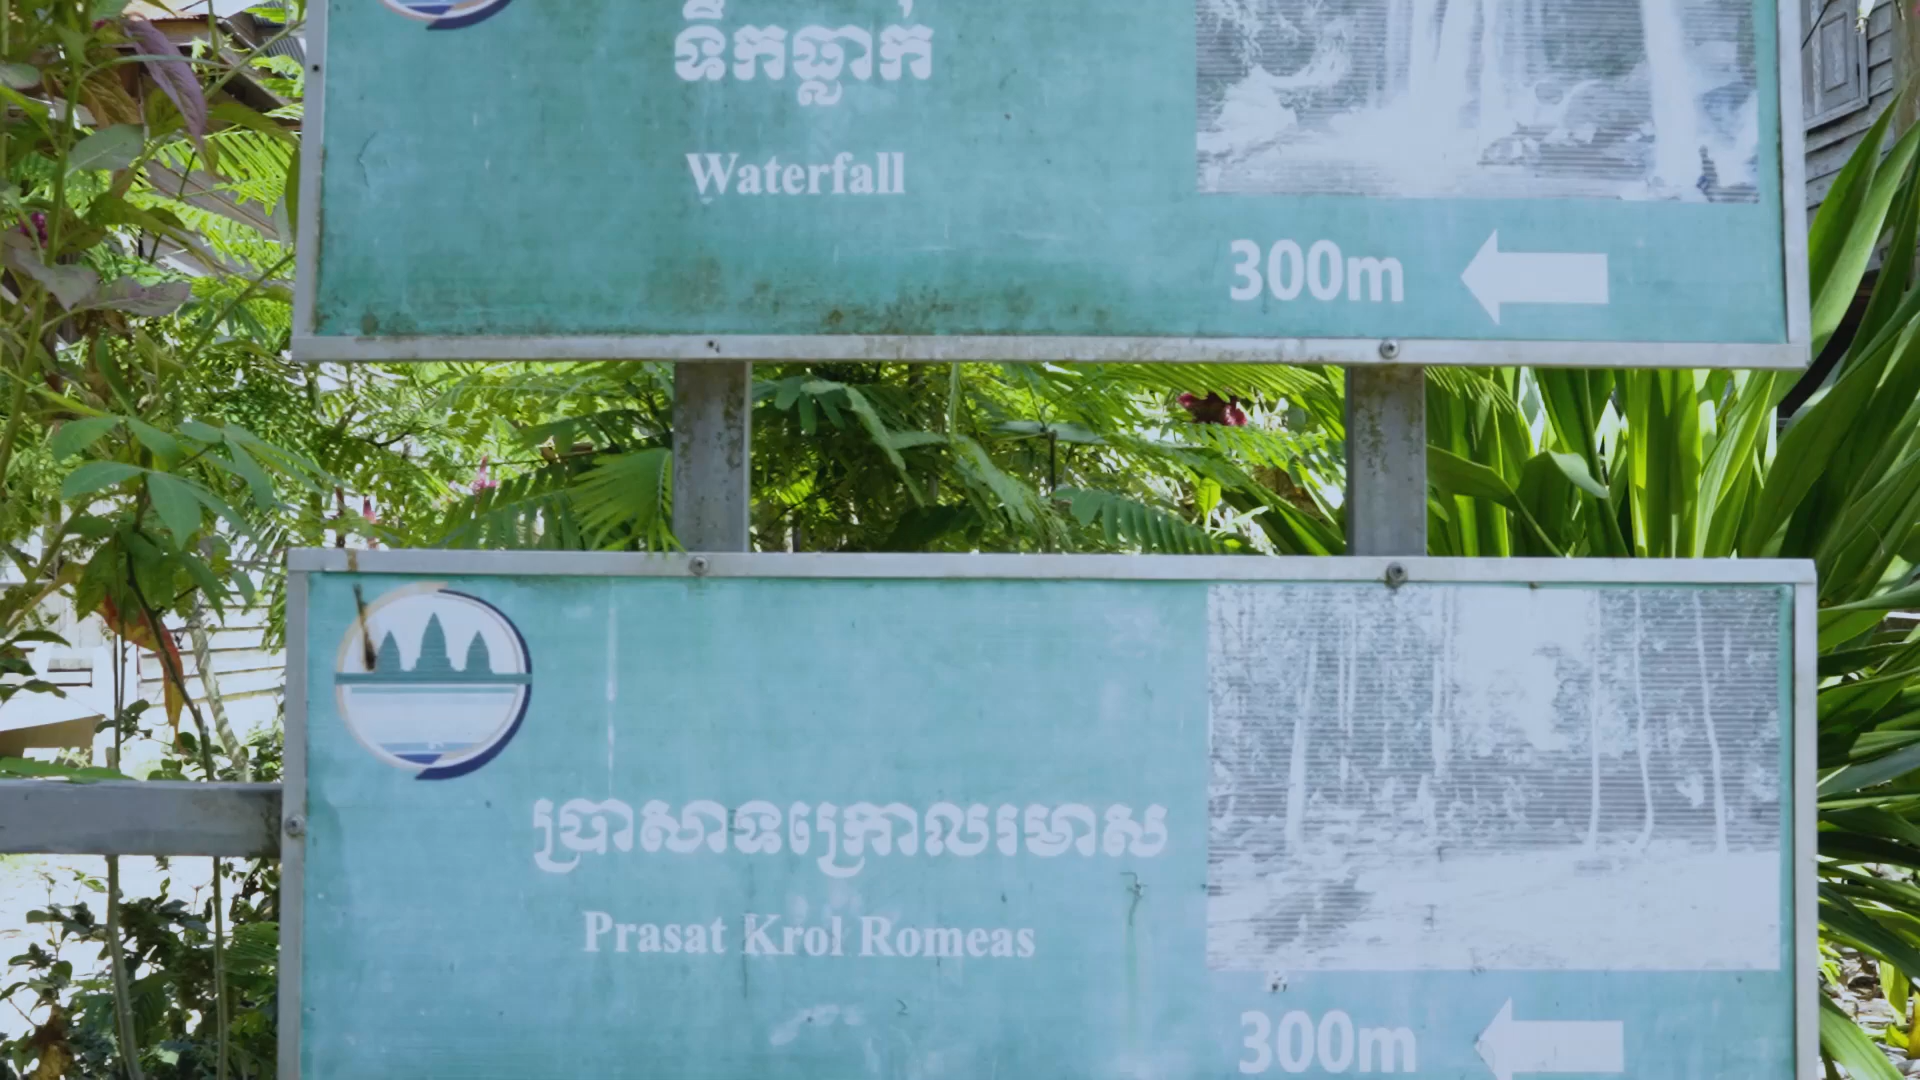 ទឹកធ្លាក់
Waterfall
300m
ប្រាសាទក្រោលរមាស
Prasat Krol Romeas
300m